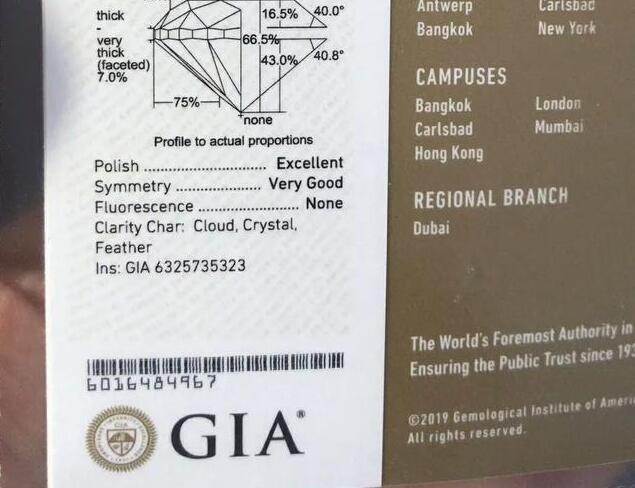 thick
-
very
thick
(faceted)
7.0%
16.5%
40.0°
66.5%
43.0%
40.8°
75%
none
Profile to actual proportions
Polish .................... Excellent
Symmetry ............... Very Good
Fluorescence ...................... None
Clarity Char: Cloud, Crystal,
Feather
Ins: GIA 6325735323
6016484967
GIA®
GIA
Antwerp Carlsbad
Bangkok New York
CAMPUSES
Bangkok London
Carlsbad Mumbai
Hong Kong
REGIONAL BRANCH
Dubai
The World's Foremost Authority in
Ensuring the Public Trust since 193
©2019 Gemological Institute of Ameri
All rights reserved.